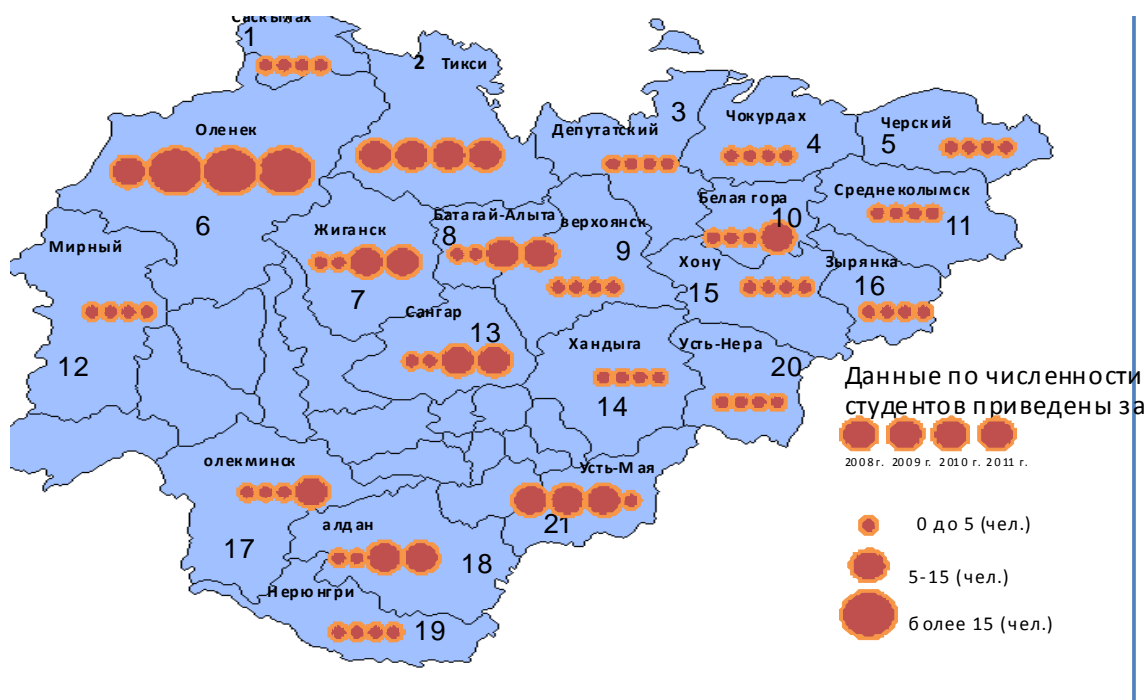 Саскылах
1
2 Тикси
3
Оленек
Депутатский
Чокурдах
4
Черский
5
Среднеколымск
11
Белая гора
10
Батагай-Алыта
8
верхоянск
9
Жиганск
7
6
Мирный
12
Хону
15
Зырянка
16
Сангар
13
Хандыга
14
Усть-Нера
20
Данные по численности
студентов приведены за
2008 г. 2009 г. 2010 г. 2011 г.
0 до 5 (чел.)
5-15 (чел.)
более 15 (чел.)
олекминск
17
Усть-Мая
21
алдан
18
Нерюнгри
19